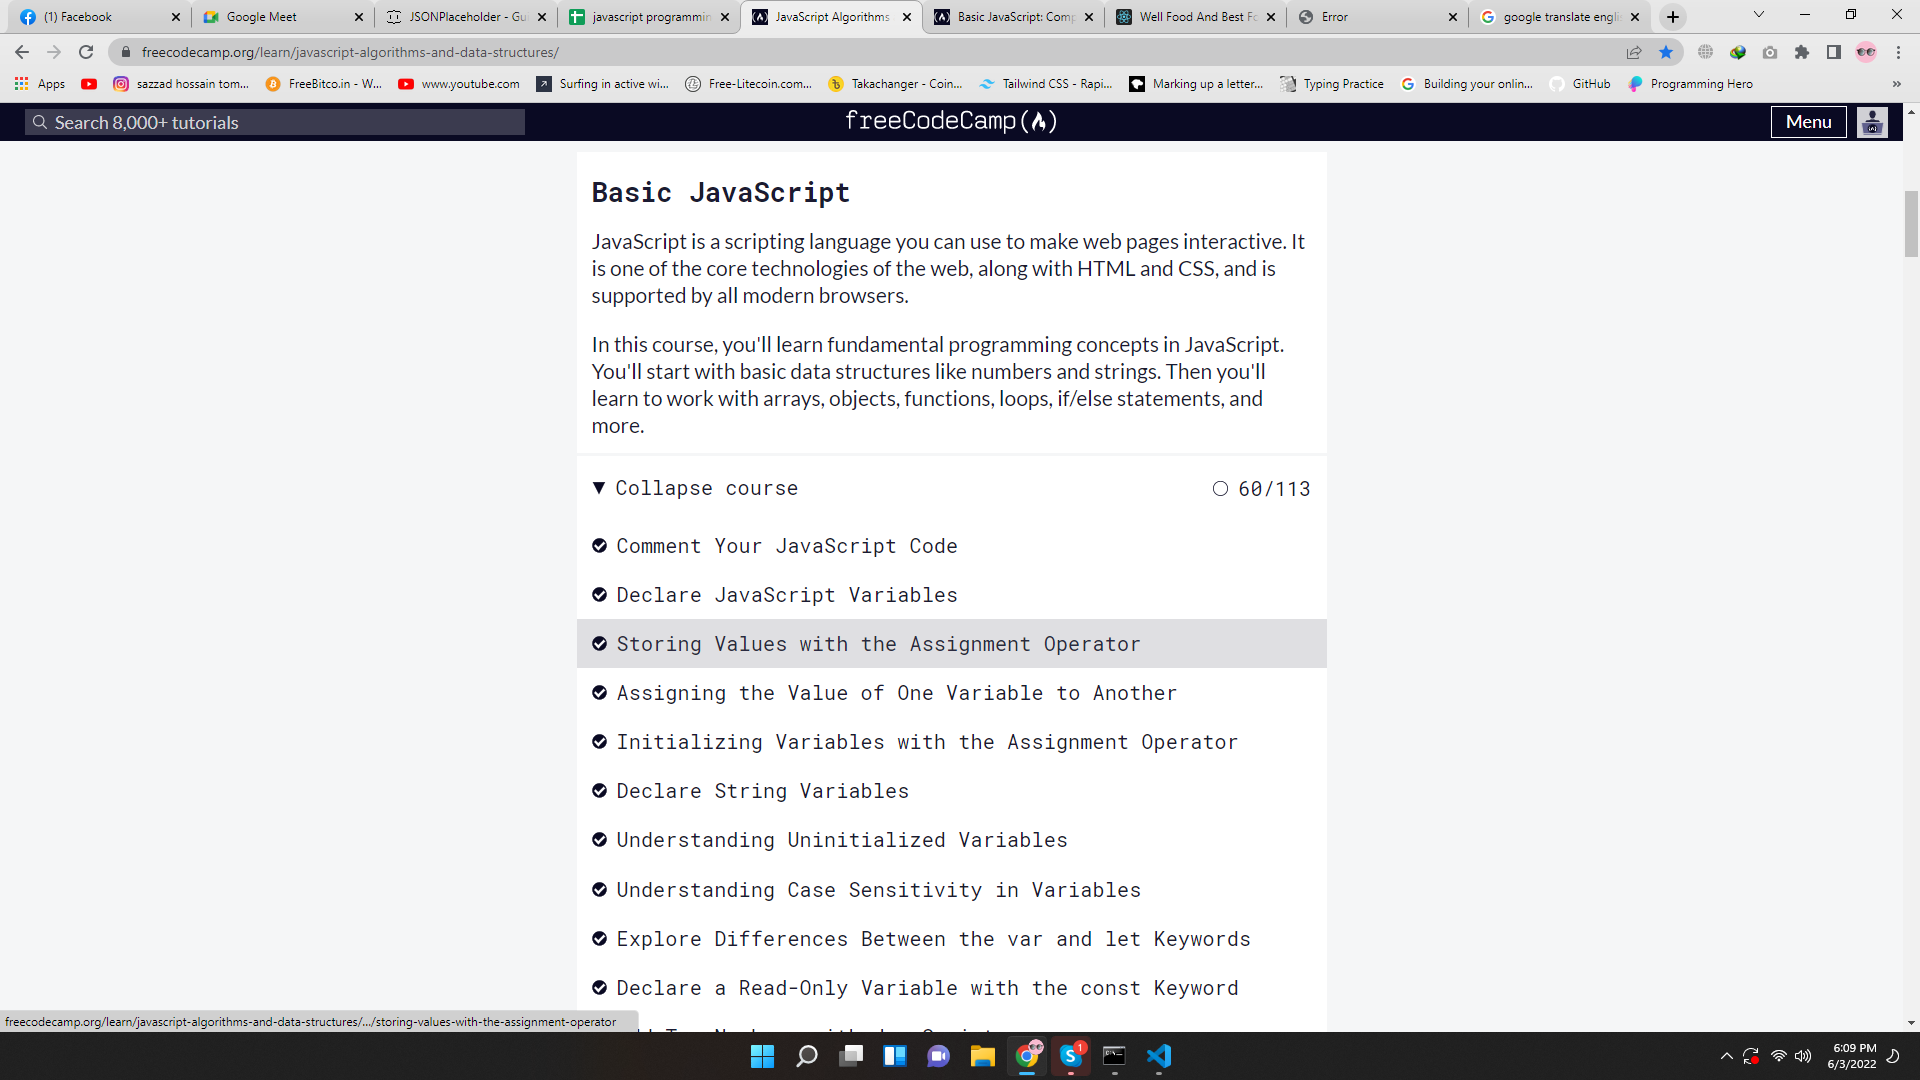 (1) Facebook
Google Meet
JSONPlaceholder - Gui
javascript programmin
JavaScript Algorithms
Basic JavaScript: Comp
Well Food And Best Fo
Error
google translate engli
freecodecamp.org/learn/javascript-algorithms-and-data-structures/
Apps
sazzad hossain tom...
FreeBitco.in - W...
www.youtube.com
Surfing in active wi...
Free-Litecoin.com...
Takachanger - Coin...
Tailwind CSS - Rapi...
Marking up a letter...
Typing Practice
Building your onlin...
GitHub
Programming Hero
Search 8,000+ tutorials
freeCodeCamp
Menu
Basic JavaScript
JavaScript is a scripting language you can use to make web pages interactive. It
is one of the core technologies of the web, along with HTML and CSS, and is
supported by all modern browsers.
In this course, you'll learn fundamental programming concepts in JavaScript.
You'll start with basic data structures like numbers and strings. Then you'll
learn to work with arrays, objects, functions, loops, if/else statements, and
more.
Collapse course
60/113
Comment Your JavaScript Code
Declare JavaScript Variables
Storing Values with the Assignment Operator
Assigning the Value of One Variable to Another
Initializing Variables with the Assignment Operator
Declare String Variables
Understanding Uninitialized Variables
Understanding Case Sensitivity in Variables
Explore Differences Between the var and let Keywords
Declare a Read-Only Variable with the const Keyword
freecodecamp.org/learn/javascript-algorithms-and-data-structures/.../storing-values-with-the-assignment-operator
1
6:09 PM
6/3/2022